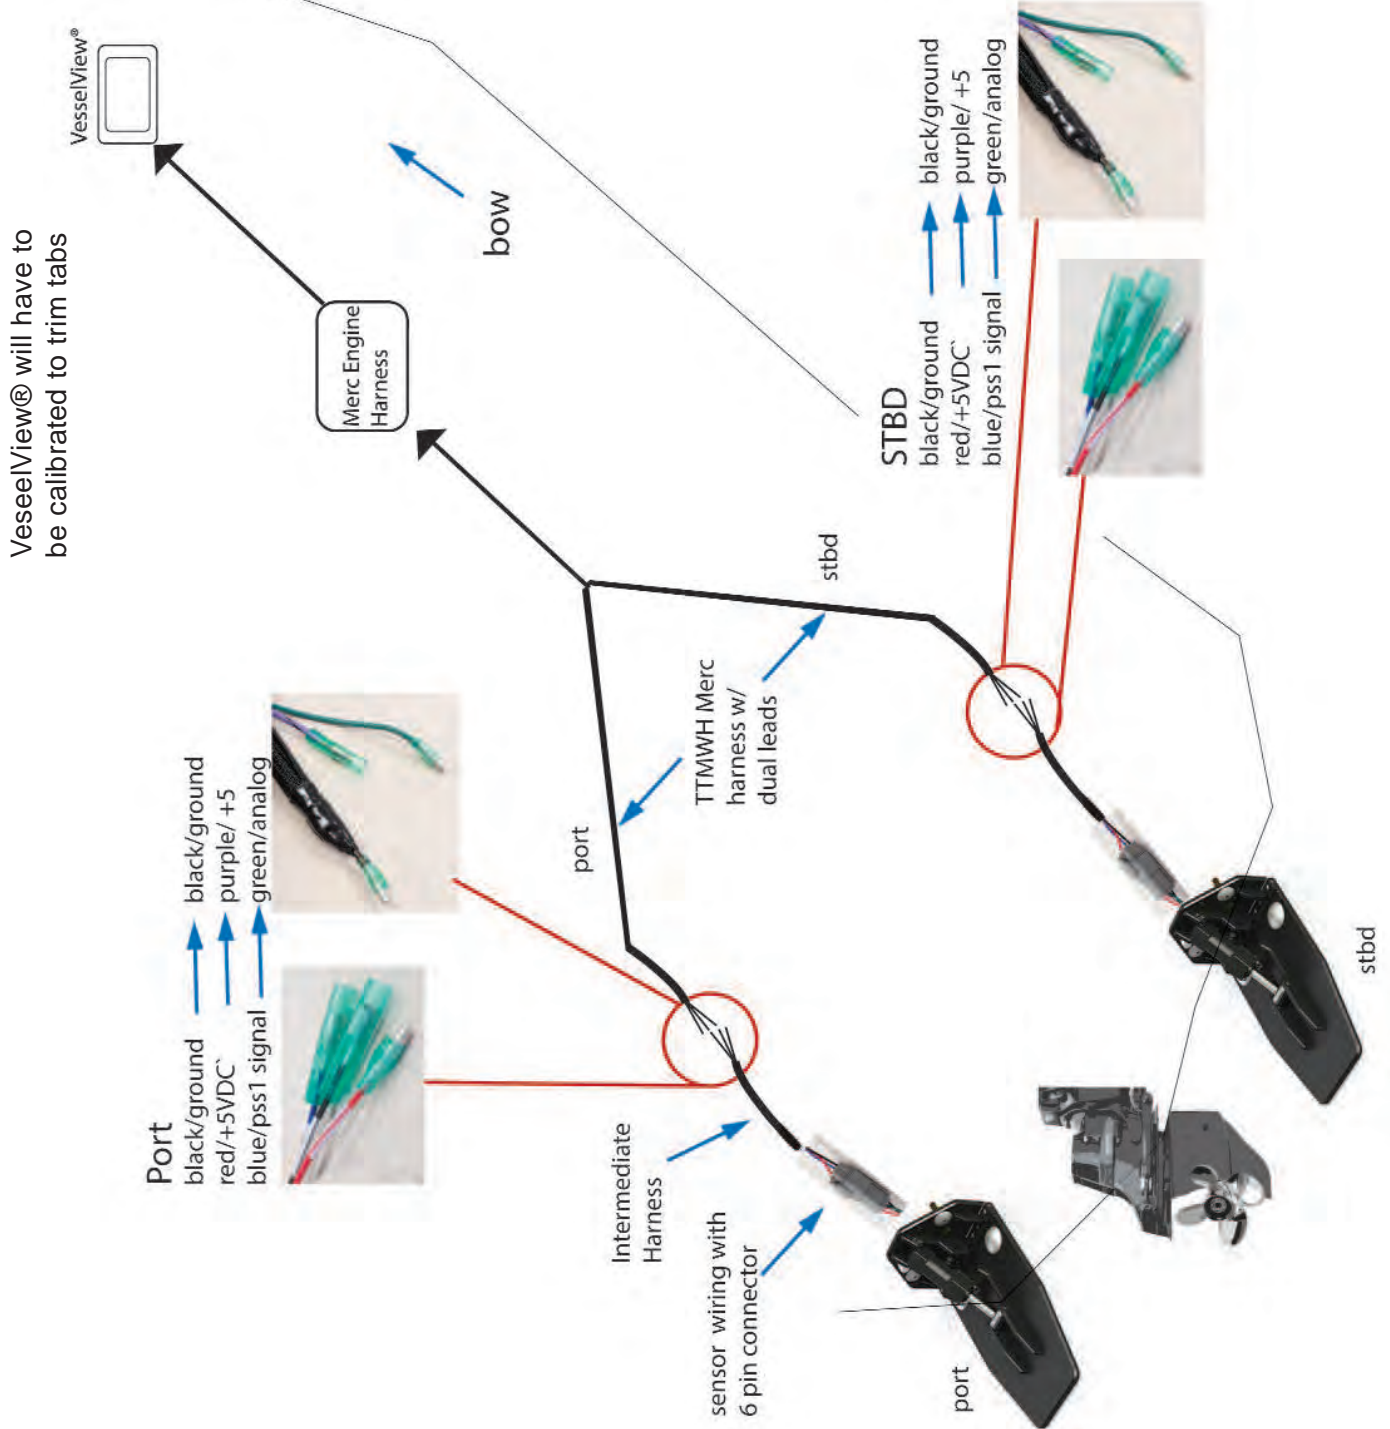 VeseelView® will have to
be calibrated to trim tabs
VesselView®
Merc Engine
Harness
bow
Port
black/ground
red/+5VDC`
blue/pss1 signal
black/ground
purple/ +5
green/analog
STBD
black/ground
red/+5VDC`
blue/pss1 signal
black/ground
purple/ +5
green/analog
port
stbd
TTMWH Merc
harness w/
dual leads
Intermediate
Harness
sensor wiring with
6 pin connector
port
stbd